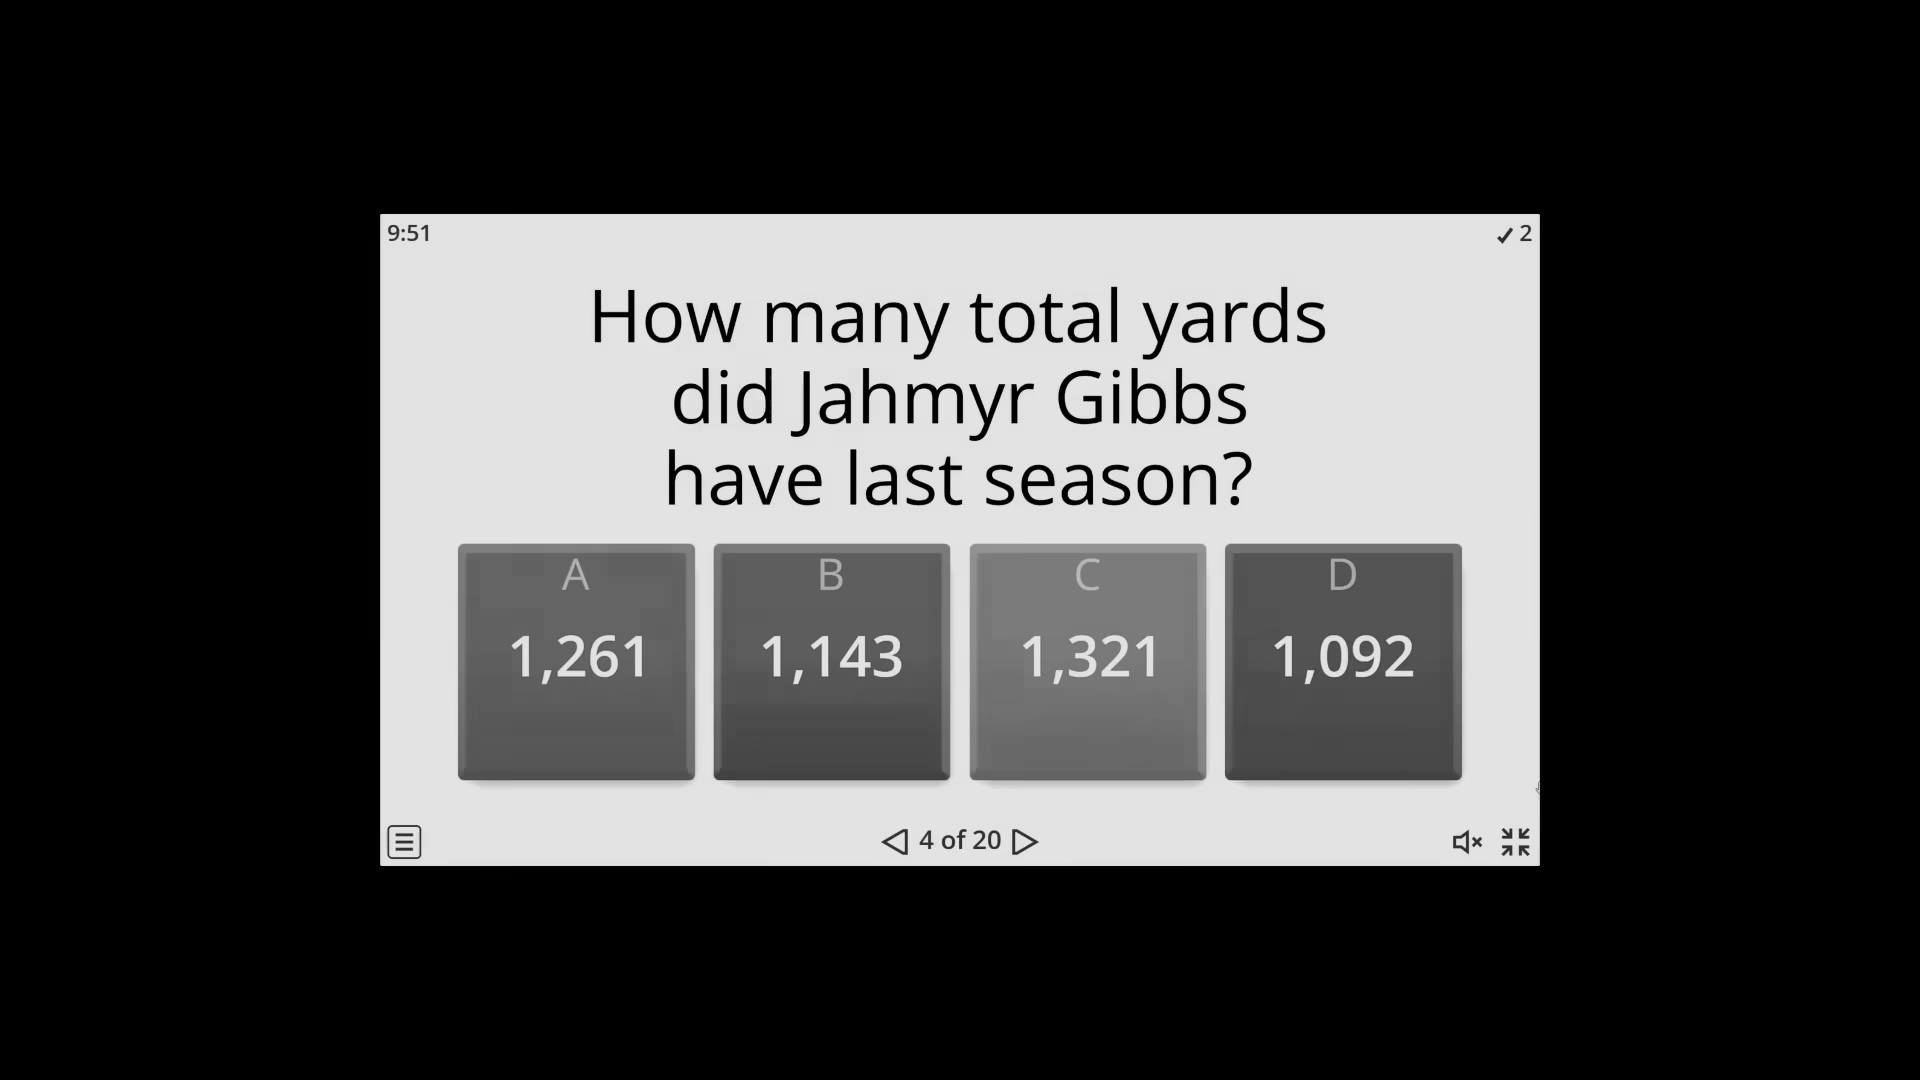 9:51
2
How many total yards
did Jahmyr Gibbs
have last season?
A
B
C
D
1,261
1,143
1,321
1,092
4 of 20